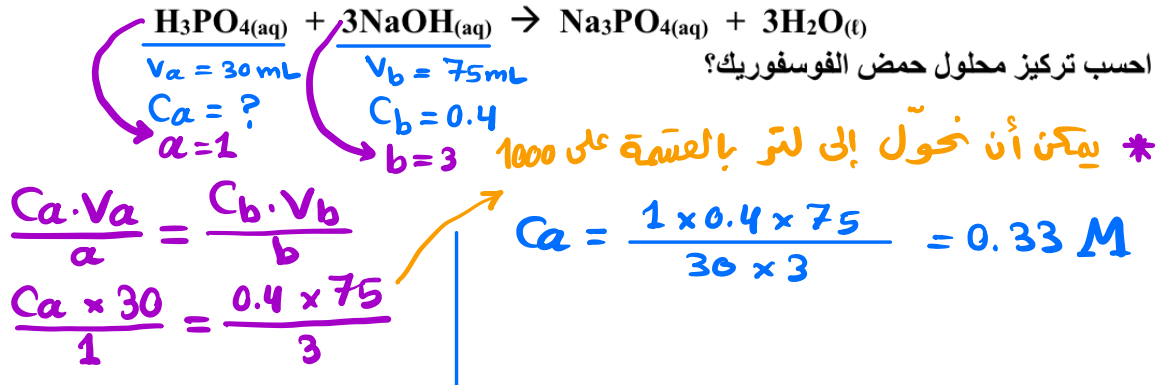 H₃PO₄(aq) + 3NaOH(aq) → Na₃PO₄(aq) + 3H₂O(ℓ)
احسب تركيز محلول حمض الفوسفوريك؟
Va = 30 mL
Ca = ?
a = 1
Vb = 75 mL
Cb = 0.4
b = 3
* يمكن أن نحوّل إلى لتر بالقسمة على 1000
Ca . Va / a = Cb . Vb / b
Ca × 30 / 1 = 0.4 × 75 / 3
Ca = 1 × 0.4 × 75 / 30 × 3 = 0.33 M